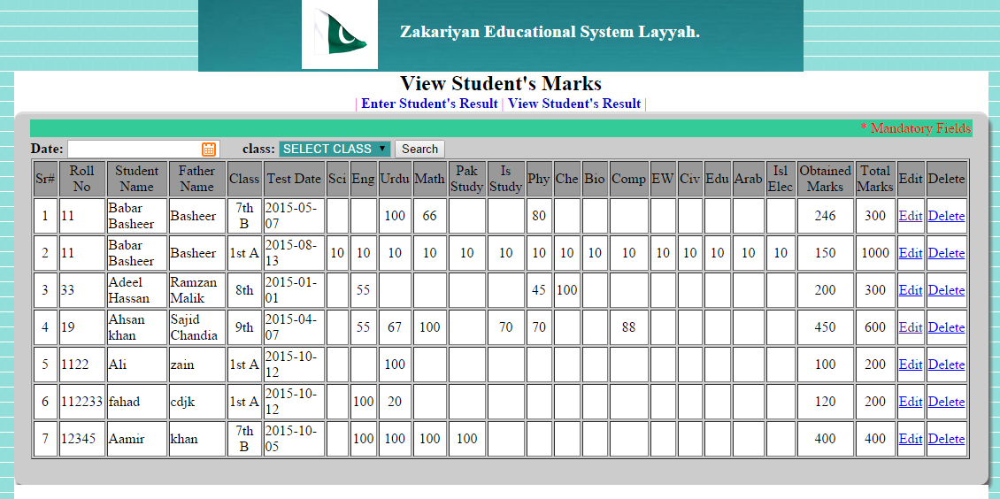 Zakariyan Educational System Layyah.
View Student's Marks
| Enter Student's Result | View Student's Result |
* Mandatory Fields
Date: class: SELECT CLASS Search
Sr# Roll No Student Name Father Name Class Test Date Sci Eng Urdu Math Pak Study Is Study Phy Che Bio Comp EW Civ Edu Arab Isl Elec Obtained Marks Total Marks Edit Delete
1 11 Babar Basheer Basheer 7th B 2015-05-07 100 66 80 246 300 Edit Delete
2 11 Babar Basheer Basheer 1st A 2015-08-13 10 10 10 10 10 10 10 10 10 10 10 10 10 10 10 150 1000 Edit Delete
3 33 Adeel Hassan Ramzan Malik 8th 2015-01-01 55 45 100 200 300 Edit Delete
4 19 Ahsan khan Sajid Chandia 9th 2015-04-07 55 67 100 70 70 88 450 600 Edit Delete
5 1122 Ali zain 1st A 2015-10-12 100 100 200 Edit Delete
6 112233 fahad cdjk 1st A 2015-10-12 100 20 120 200 Edit Delete
7 12345 Aamir khan 7th B 2015-10-05 100 100 100 100 400 400 Edit Delete